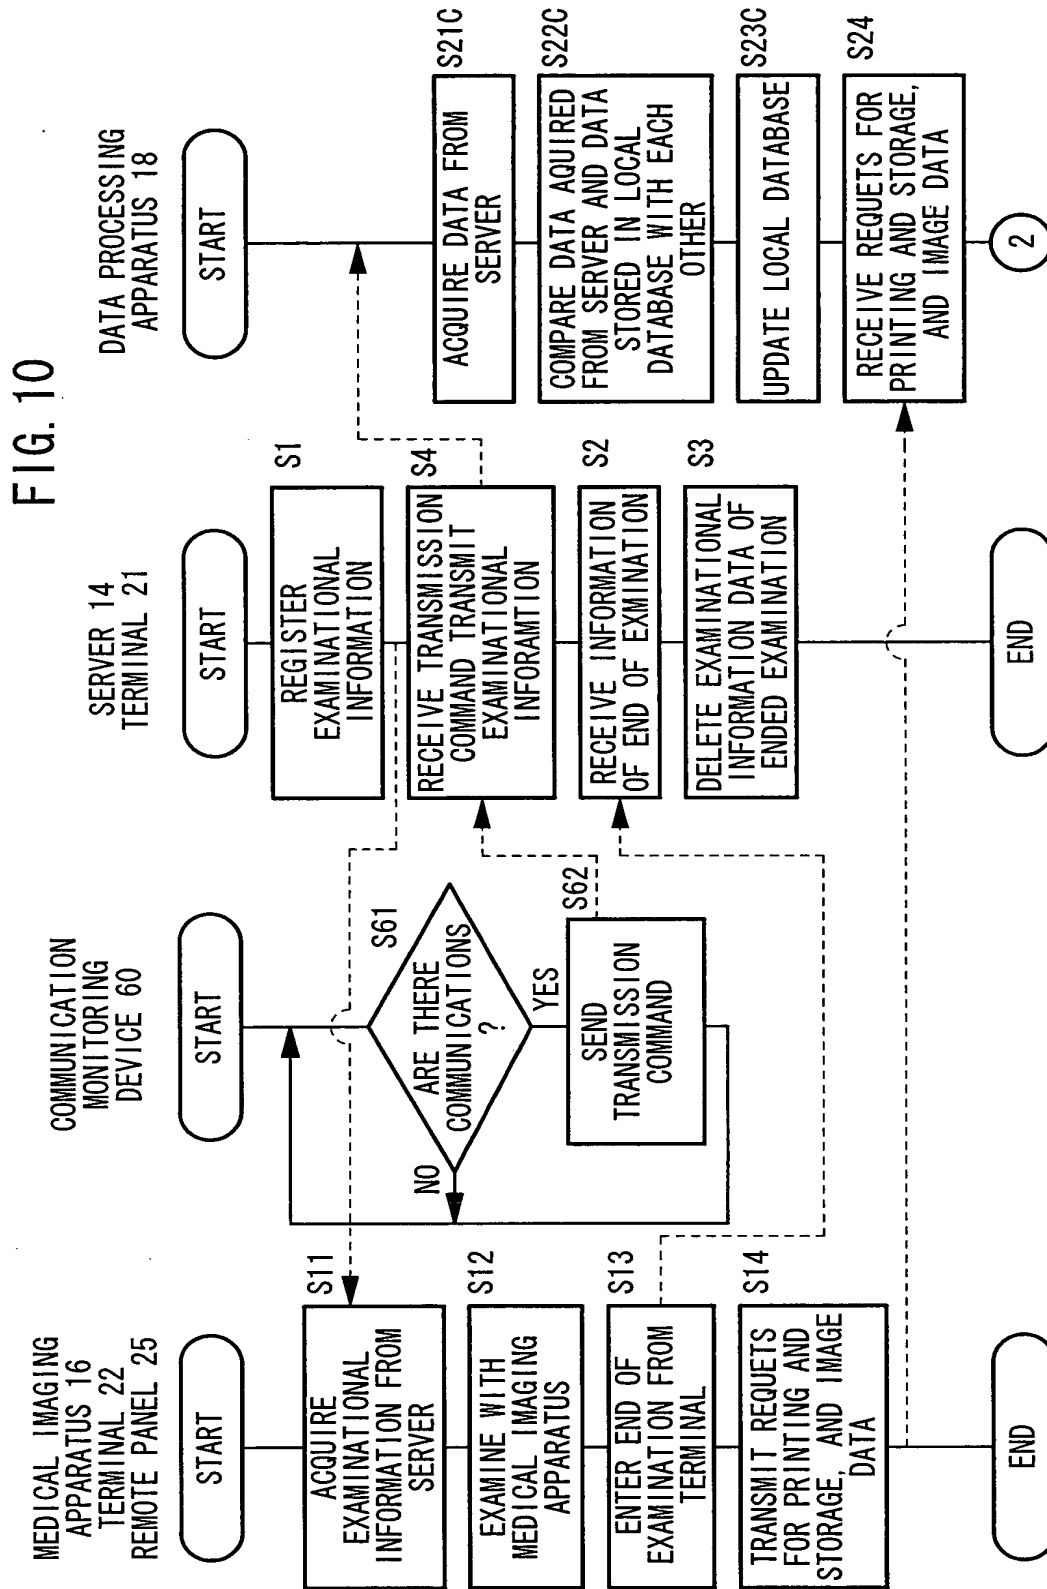 FIG. 10
MEDICAL IMAGING
APPARATUS 16
TERMINAL 22
REMOTE PANEL 25
START
S11
ACQUIRE
EXAMINATIONAL
INFORMATION FROM
SERVER
S12
EXAMINE WITH
MEDICAL IMAGING
APPARATUS
S13
ENTER END OF
EXAMINATION FROM
TERMINAL
S14
TRANSMIT REQUETS
FOR PRINTING AND
STORAGE, AND IMAGE
DATA
END
COMMUNICATION
MONITORING
DEVICE 60
START
S61
ARE THERE
COMMUNICATIONS
?
NO
YES
S62
SEND
TRANSMISSION
COMMAND
SERVER 14
TERMINAL 21
START
S1
REGISTER
EXAMINATIONAL
INFORMATION
S4
RECEIVE TRANSMISSION
COMMAND TRANSMIT
EXAMINATIONAL
INFORAMTION
S2
RECEIVE INFORMATION
OF END OF EXMINATION
S3
DELETE EXAMINATIONAL
INFORMATION DATA OF
ENDED EXAMINATION
END
DATA PROCESSING
APPARATUS 18
START
S21C
ACQUIRE DATA FROM
SERVER
S22C
COMPARE DATA AQUIRED
FROM SERVER AND DATA
STORED IN LOCAL
DATABASE WITH EACH
OTHER
S23C
UPDATE LOCAL DATABASE
S24
RECEIVE REQUETS FOR
PRINTING AND STORAGE,
AND IMAGE DATA
2